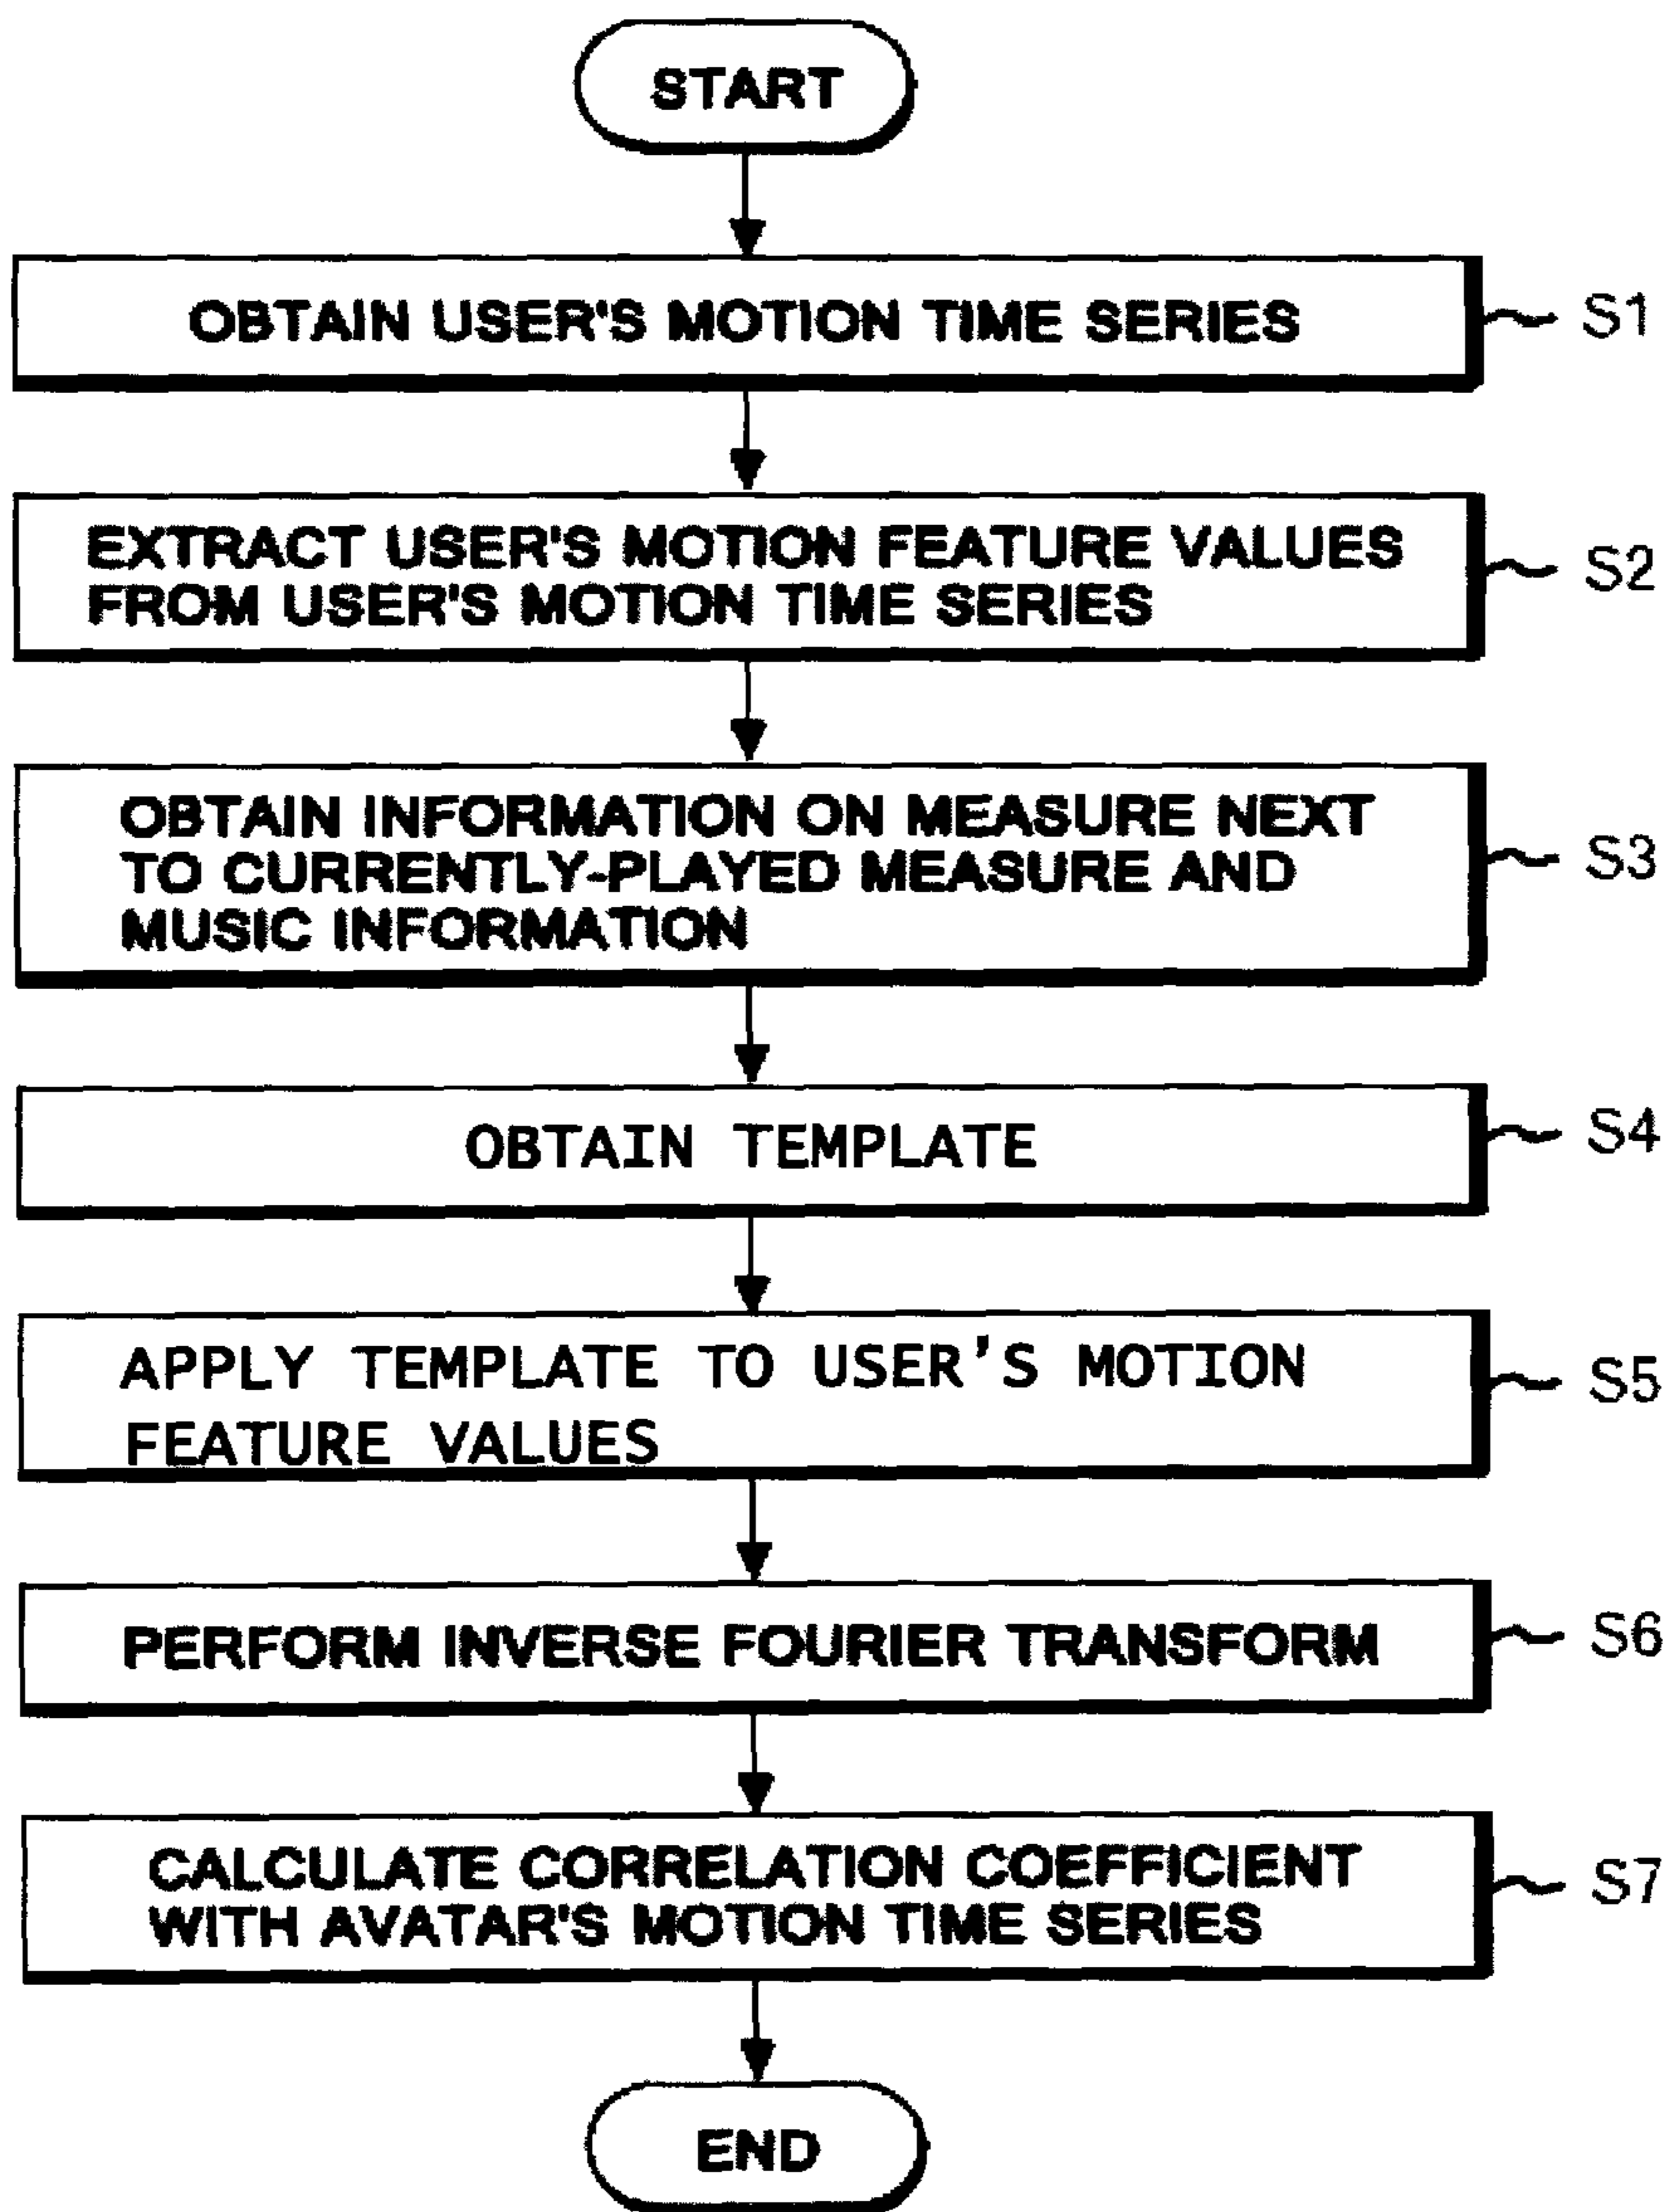 START
OBTAIN USER'S MOTION TIME SERIES
S1
EXTRACT USER'S MOTION FEATURE VALUES
FROM USER'S MOTION TIME SERIES
S2
OBTAIN INFORMATION ON MEASURE NEXT
TO CURRENTLY-PLAYED MEASURE AND
MUSIC INFORMATION
S3
OBTAIN TEMPLATE
S4
APPLY TEMPLATE TO USER’S MOTION
FEATURE VALUES
S5
PERFORM INVERSE FOURIER TRANSFORM
S6
CALCULATE CORRELATION COEFFICIENT
WITH AVATAR'S MOTION TIME SERIES
S7
END